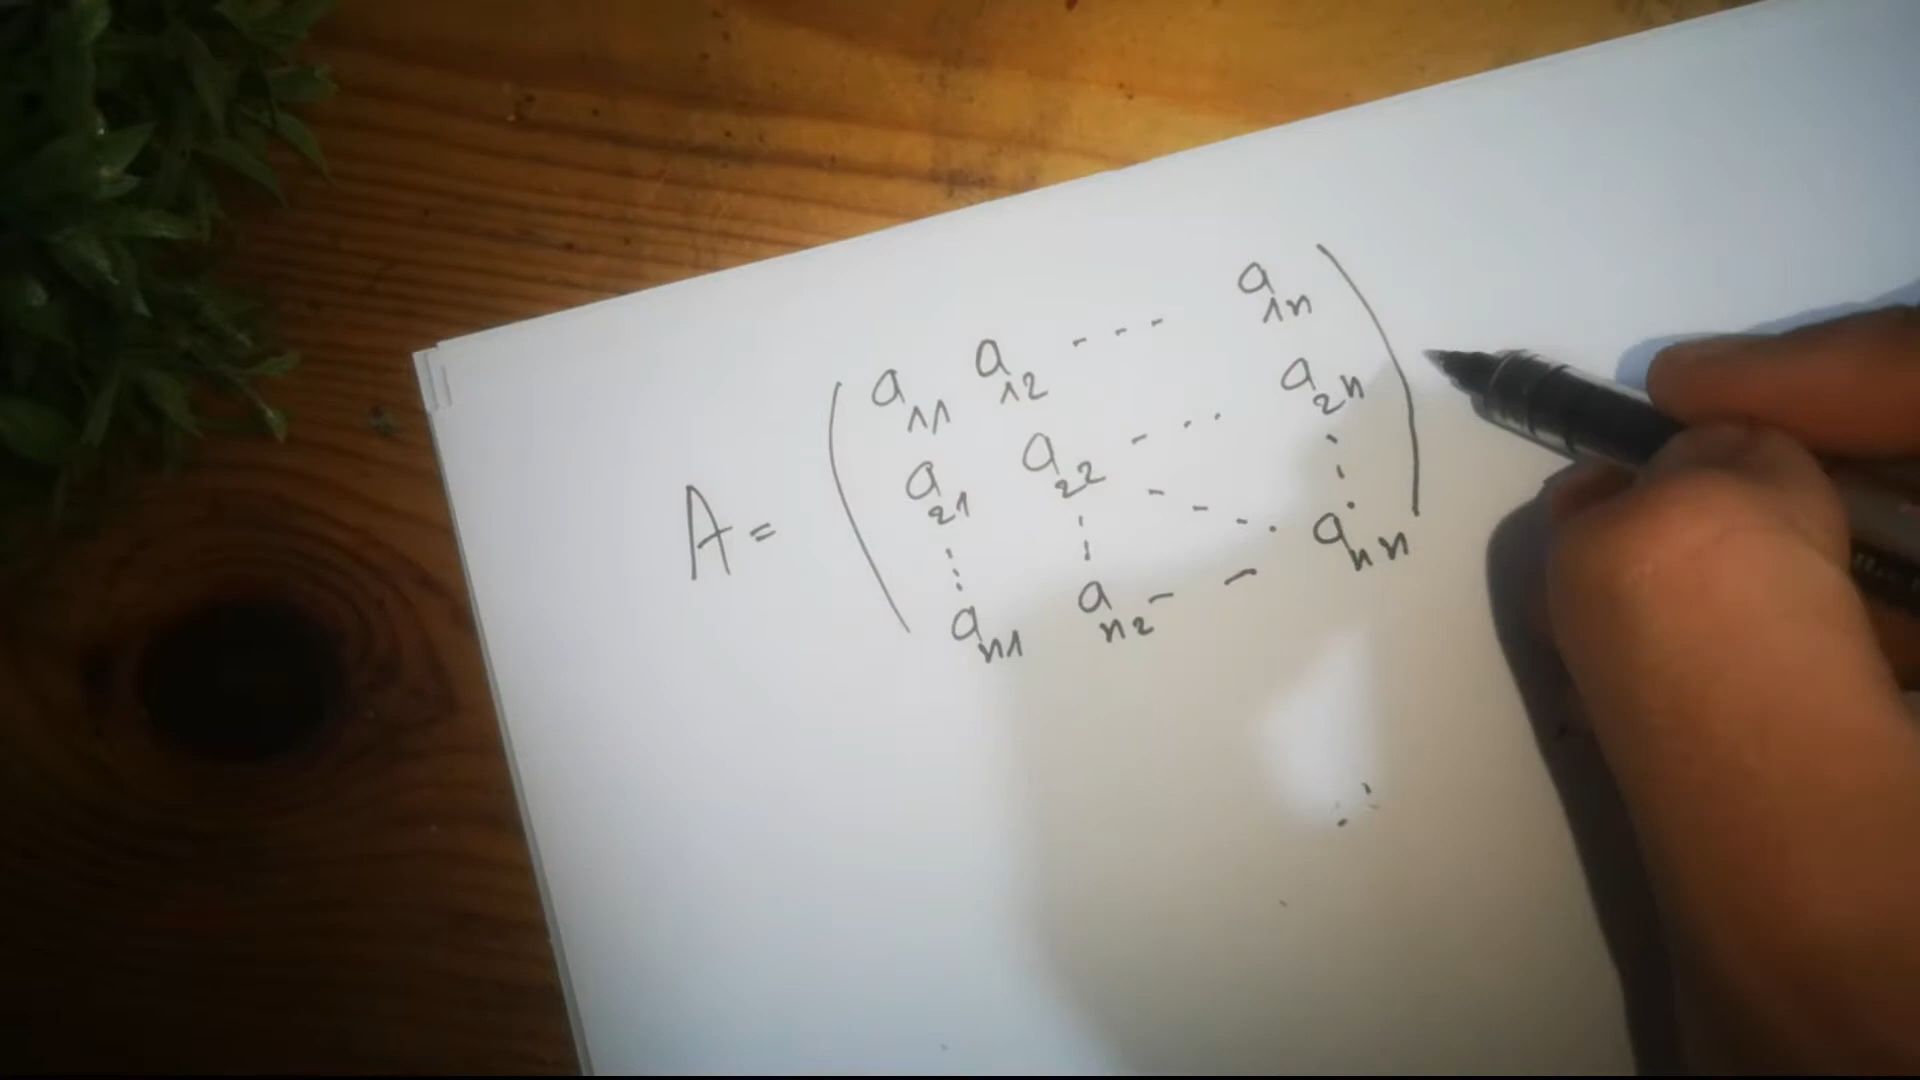 a₁₁ a₁₂ - - - a₁ₙ
a₂₁ a₂₂ - - - a₂ₙ
A = ⋮ ⋮ ⋱ ⋮
aₙ₁ aₙ₂ - - aₙₙ